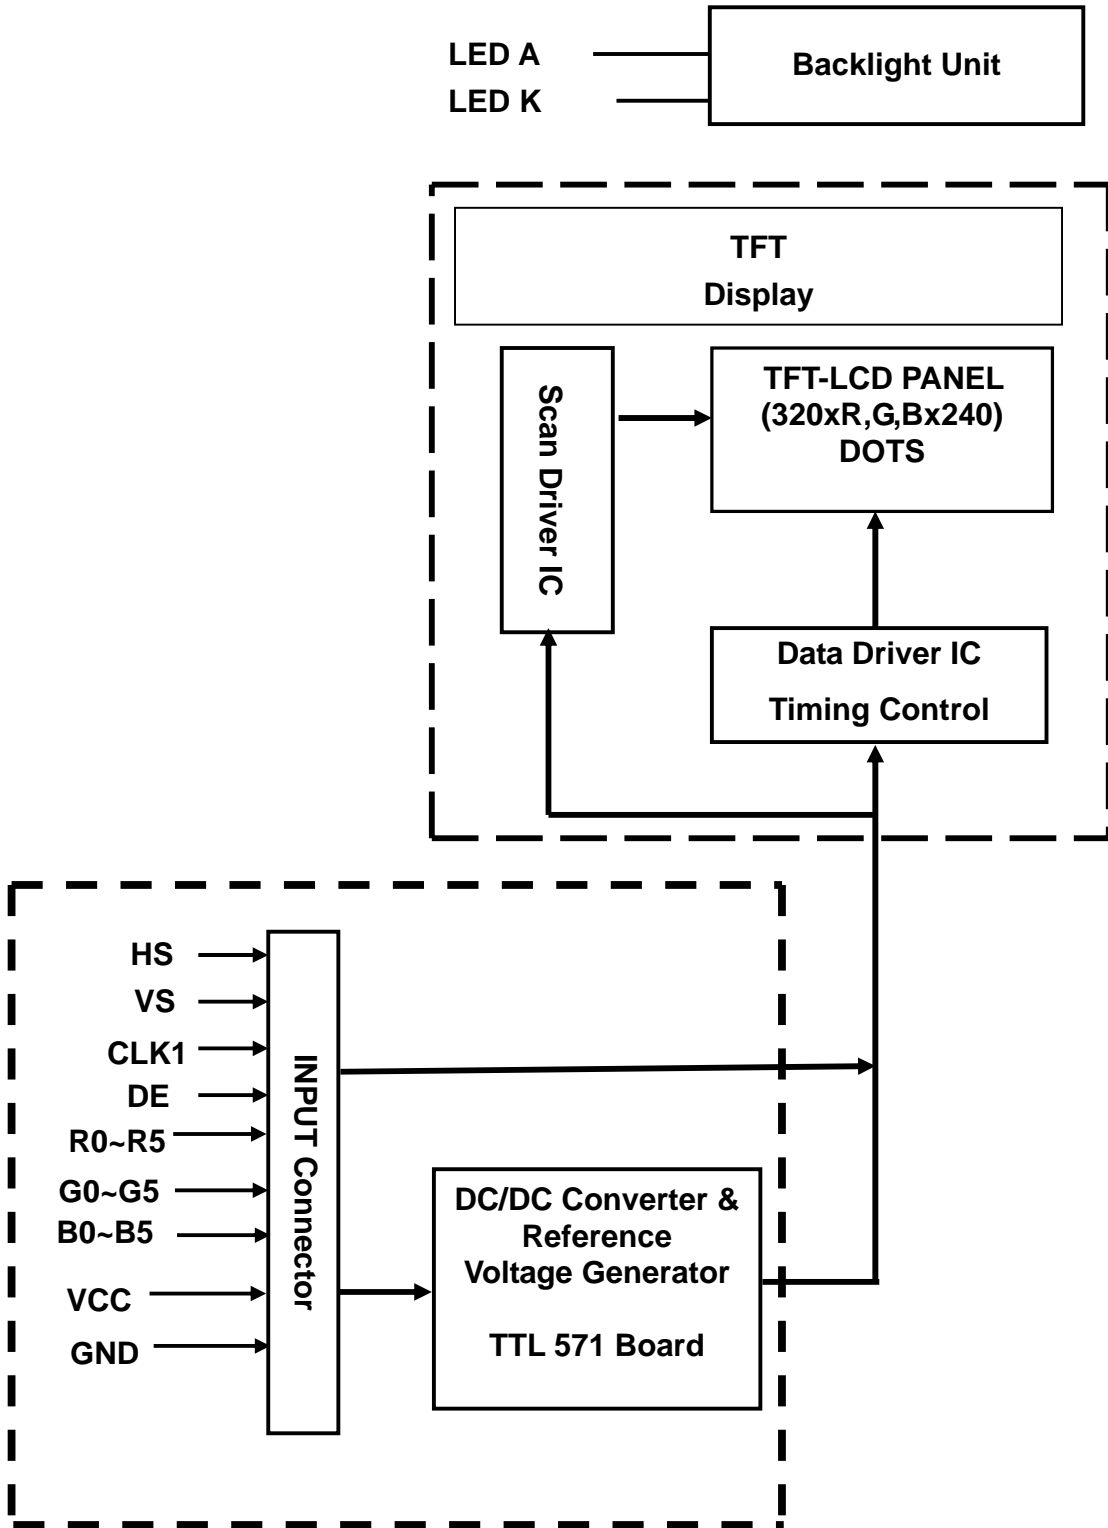 LED A
LED K
Backlight Unit
TFT
Display
Scan Driver IC
TFT-LCD PANEL
(320xR,G,Bx240)
DOTS
Data Driver IC
Timing Control
HS
VS
CLK1
DE
R0~R5
G0~G5
B0~B5
VCC
GND
INPUT Connector
DC/DC Converter &
Reference
Voltage Generator
TTL 571 Board